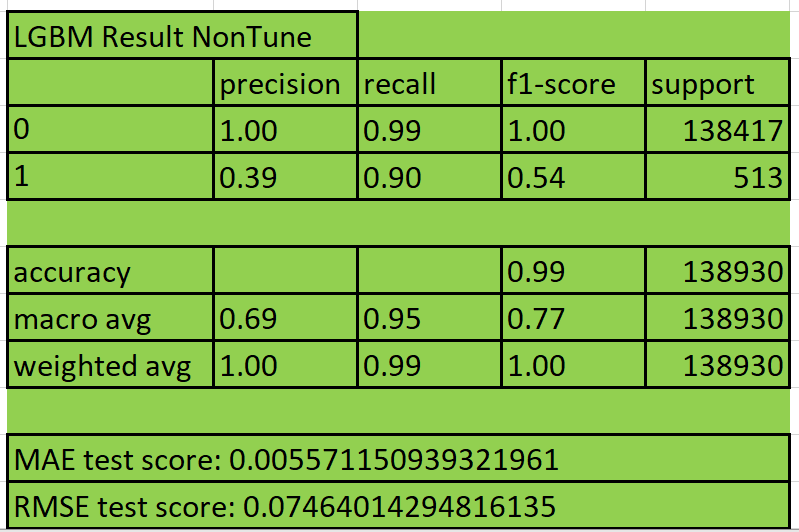 LGBM Result NonTune
precision recall f1-score support
0 1.00 0.99 1.00 138417
1 0.39 0.90 0.54 513
accuracy 0.99 138930
macro avg 0.69 0.95 0.77 138930
weighted avg 1.00 0.99 1.00 138930
MAE test score: 0.005571150939321961
RMSE test score: 0.07464014294816135